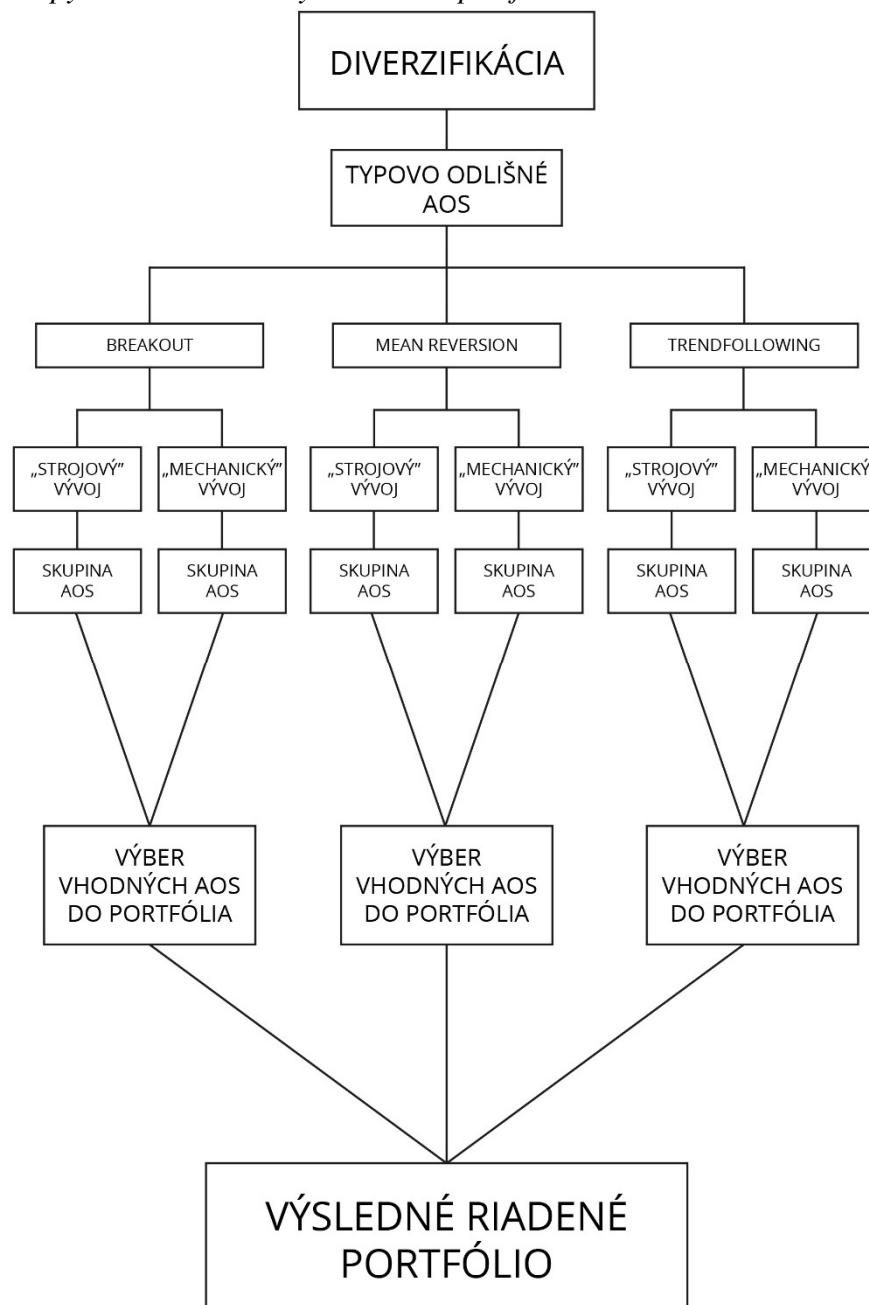 DIVERZIFIKÁCIA
TYPOVO ODLIŠNÉ
AOS
BREAKOUT
MEAN REVERSION
TRENDFOLLOWING
„STROJOVÝ”
VÝVOJ
„MECHANICKÝ”
VÝVOJ
„STROJOVÝ”
VÝVOJ
„MECHANICKÝ”
VÝVOJ
„STROJOVÝ”
VÝVOJ
„MECHANICKÝ
VÝVOJ
SKUPINA
AOS
SKUPINA
AOS
SKUPINA
AOS
SKUPINA
AOS
SKUPINA
AOS
SKUPINA
AOS
VÝBER
VHODNÝCH AOS
DO PORTFÓLIA
VÝBER
VHODNÝCH AOS
DO PORTFÓLIA
VÝBER
VHODNÝCH AOS
DO PORTFÓLIA
VÝSLEDNÉ RIADENÉ
PORTFÓLIO